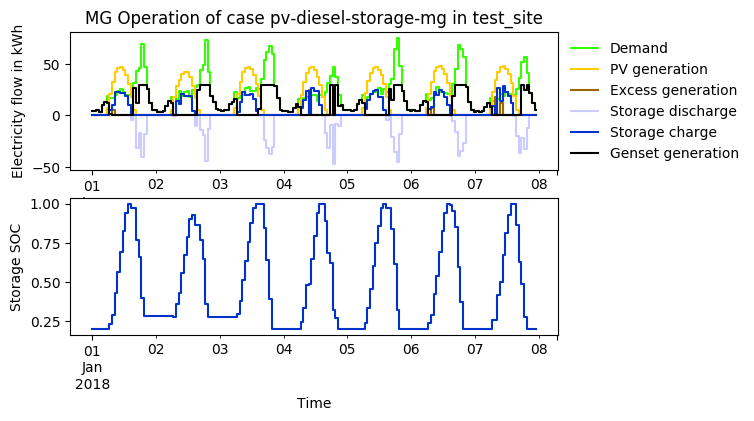 MG Operation of case pv-diesel-storage-mg in test_site
Electricity flow in kWh
50
0
−50
01
02
03
04
05
06
07
08
Demand
PV generation
Excess generation
Storage discharge
Storage charge
Genset generation
Storage SOC
1.00
0.75
0.50
0.25
01
02
03
04
05
06
07
08
Jan
2018
Time